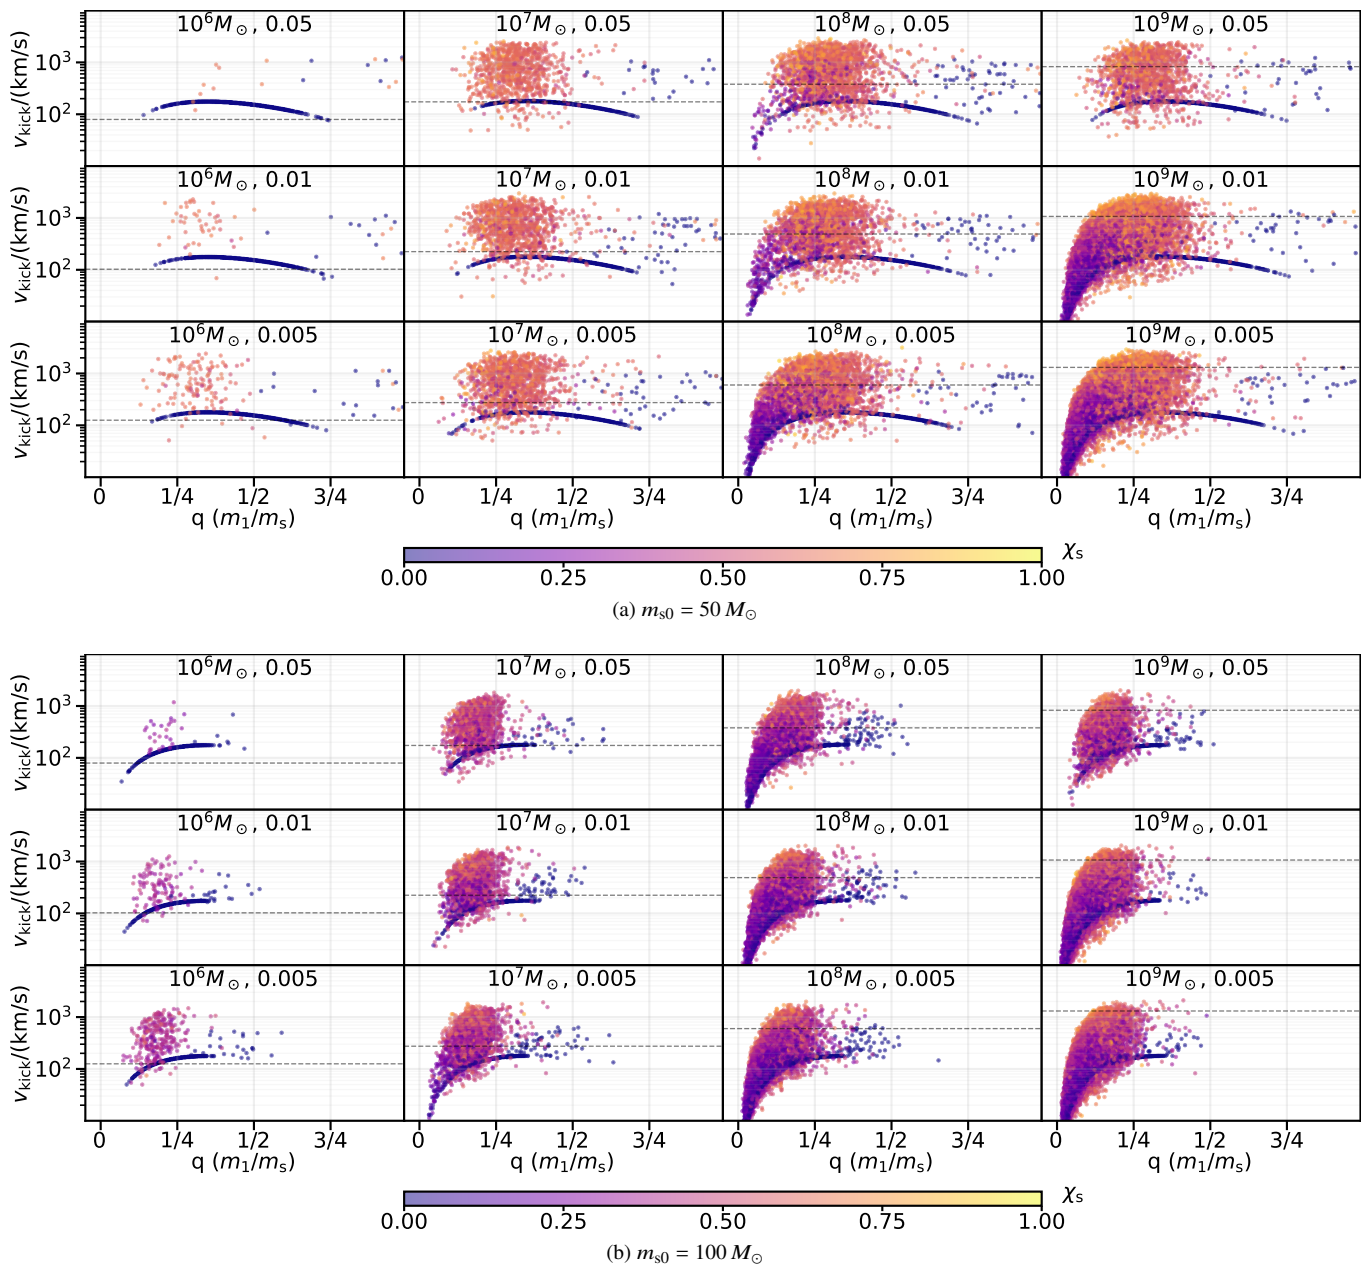 10⁶M⊙, 0.05 10⁷M⊙, 0.05 10⁸M⊙, 0.05 10⁹M⊙, 0.05
v_kick/(km/s)
10³
10²
10⁶M⊙, 0.01 10⁷M⊙, 0.01 10⁸M⊙, 0.01 10⁹M⊙, 0.01
v_kick/(km/s)
10³
10²
10⁶M⊙, 0.005 10⁷M⊙, 0.005 10⁸M⊙, 0.005 10⁹M⊙, 0.005
v_kick/(km/s)
10³
10²
0 1/4 1/2 3/4 0 1/4 1/2 3/4 0 1/4 1/2 3/4 0 1/4 1/2 3/4
q (m₁/mₛ) q (m₁/mₛ) q (m₁/mₛ) q (m₁/mₛ)
χₛ
0.00 0.25 0.50 0.75 1.00
(a) mₛ₀ = 50 M⊙
10⁶M⊙, 0.05 10⁷M⊙, 0.05 10⁸M⊙, 0.05 10⁹M⊙, 0.05
v_kick/(km/s)
10³
10²
10⁶M⊙, 0.01 10⁷M⊙, 0.01 10⁸M⊙, 0.01 10⁹M⊙, 0.01
v_kick/(km/s)
10³
10²
10⁶M⊙, 0.005 10⁷M⊙, 0.005 10⁸M⊙, 0.005 10⁹M⊙, 0.005
v_kick/(km/s)
10³
10²
0 1/4 1/2 3/4 0 1/4 1/2 3/4 0 1/4 1/2 3/4 0 1/4 1/2 3/4
q (m₁/mₛ) q (m₁/mₛ) q (m₁/mₛ) q (m₁/mₛ)
χₛ
0.00 0.25 0.50 0.75 1.00
(b) mₛ₀ = 100 M⊙